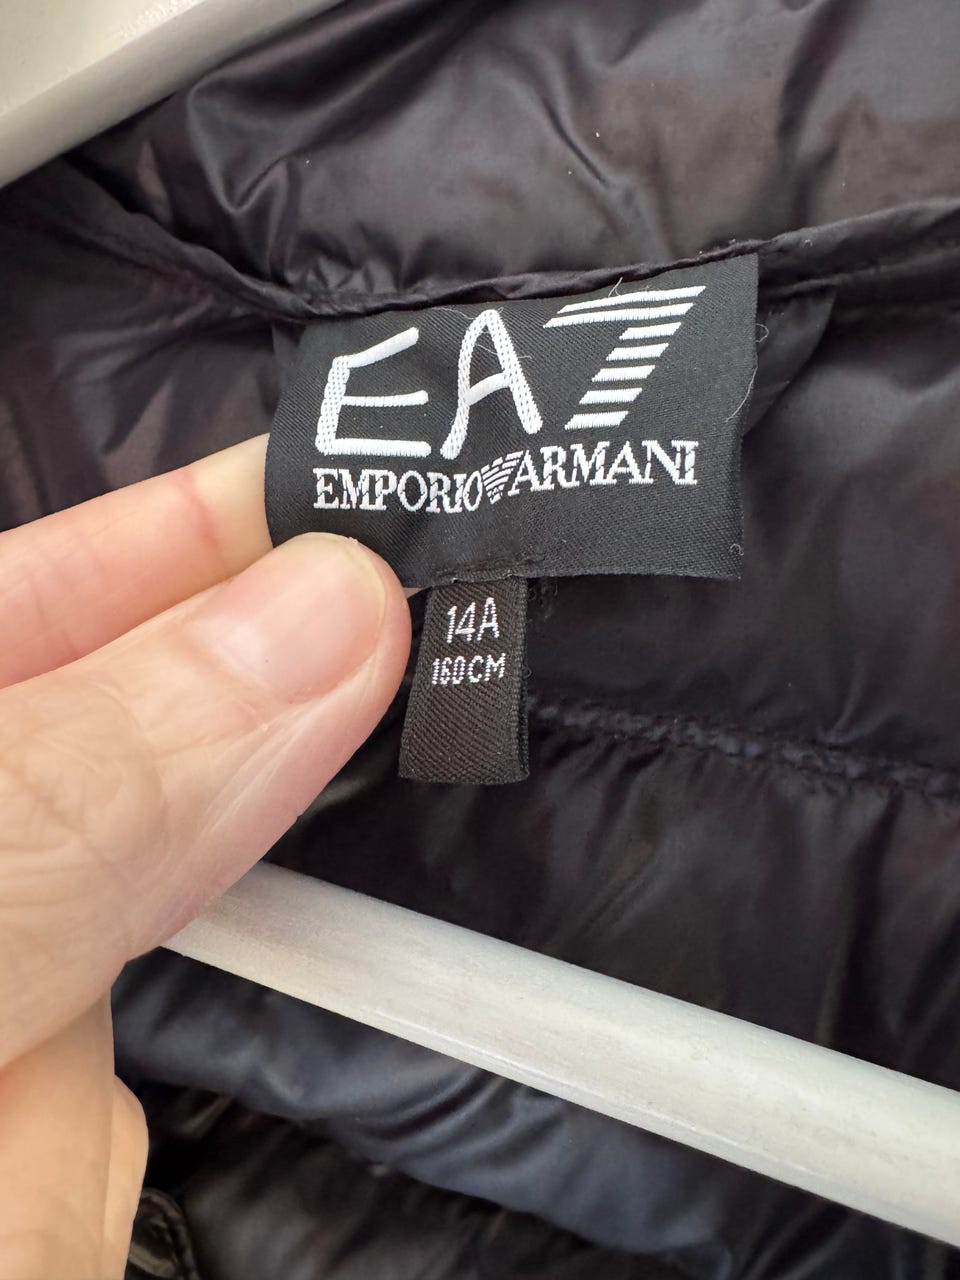 EA7
EMPORIO ARMANI
14A
160CM